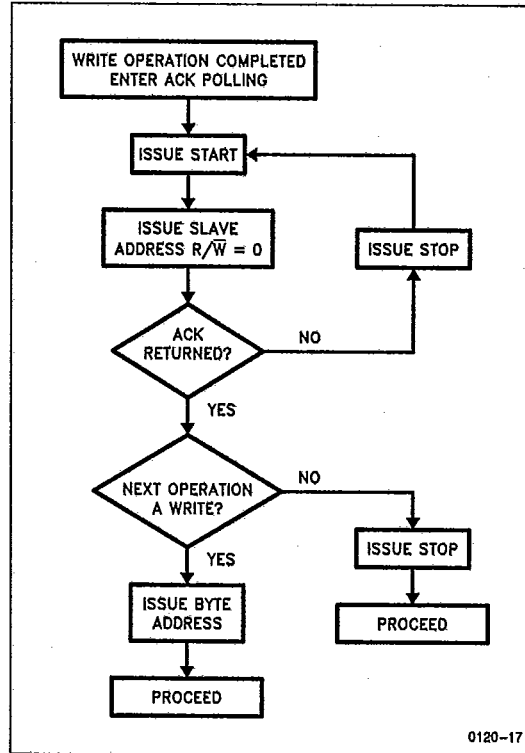 WRITE OPERATION COMPLETED
ENTER ACK POLLING
ISSUE START
ISSUE SLAVE
ADDRESS R/W̅ = 0
ISSUE STOP
ACK
RETURNED?
NO
YES
NEXT OPERATION
A WRITE?
NO
YES
ISSUE STOP
ISSUE BYTE
ADDRESS
PROCEED
PROCEED
0120–17